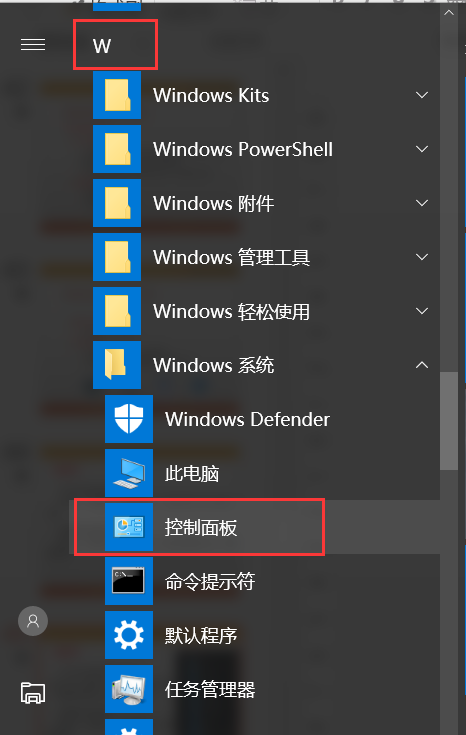 W
Windows Kits
Windows PowerShell
Windows 附件
Windows 管理工具
Windows 轻松使用
Windows 系统
Windows Defender
此电脑
控制面板
命令提示符
默认程序
任务管理器